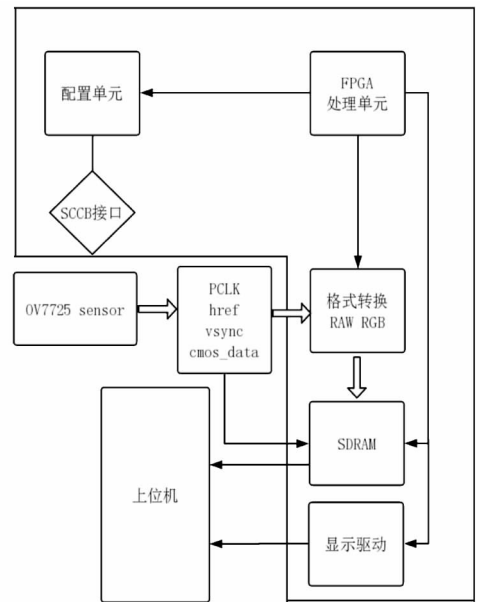 配置单元
FPGA
处理单元
SCCB接口
OV7725 sensor
PCLK
href
vsync
cmos_data
格式转换
RAW RGB
SDRAM
上位机
显示驱动